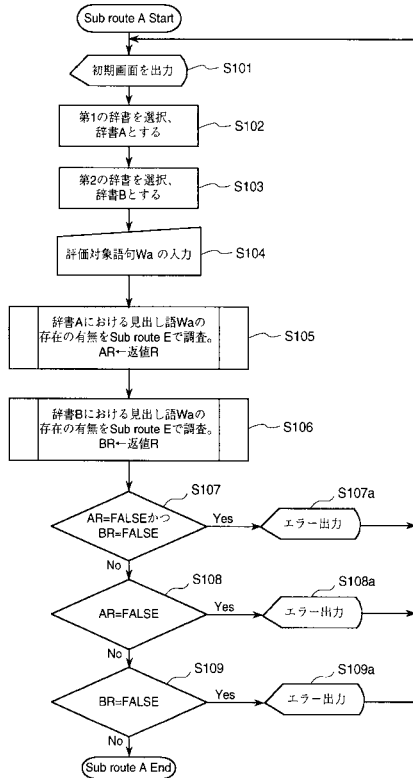 Sub route A Start
初期画面を出力
S101
第1の辞書を選択、
辞書Aとする
S102
第2の辞書を選択、
辞書Bとする
S103
評価対象語句Wa の入力
S104
辞書Aにおける見出し語Waの
存在の有無をSub route Eで調査。
AR←返値R
S105
辞書Bにおける見出し語Waの
存在の有無をSub route Eで調査。
BR←返値R
S106
S107
AR=FALSEかつ
BR=FALSE
Yes
S107a
エラー出力
No
S108
AR=FALSE
Yes
S108a
エラー出力
No
S109
BR=FALSE
Yes
S109a
エラー出力
No
Sub route A End